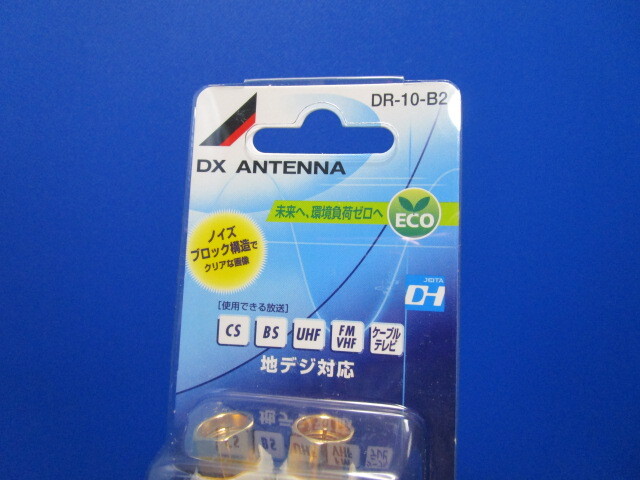 DR-10-B2
DX ANTENNA
未来へ、環境負荷ゼロへ
ECO
ノイズ
ブロック構造で
クリアな画像
JEITA
DH
[使用できる放送]
CS
BS
UHF
FM
VHF
ケーブル
テレビ
地デジ対応